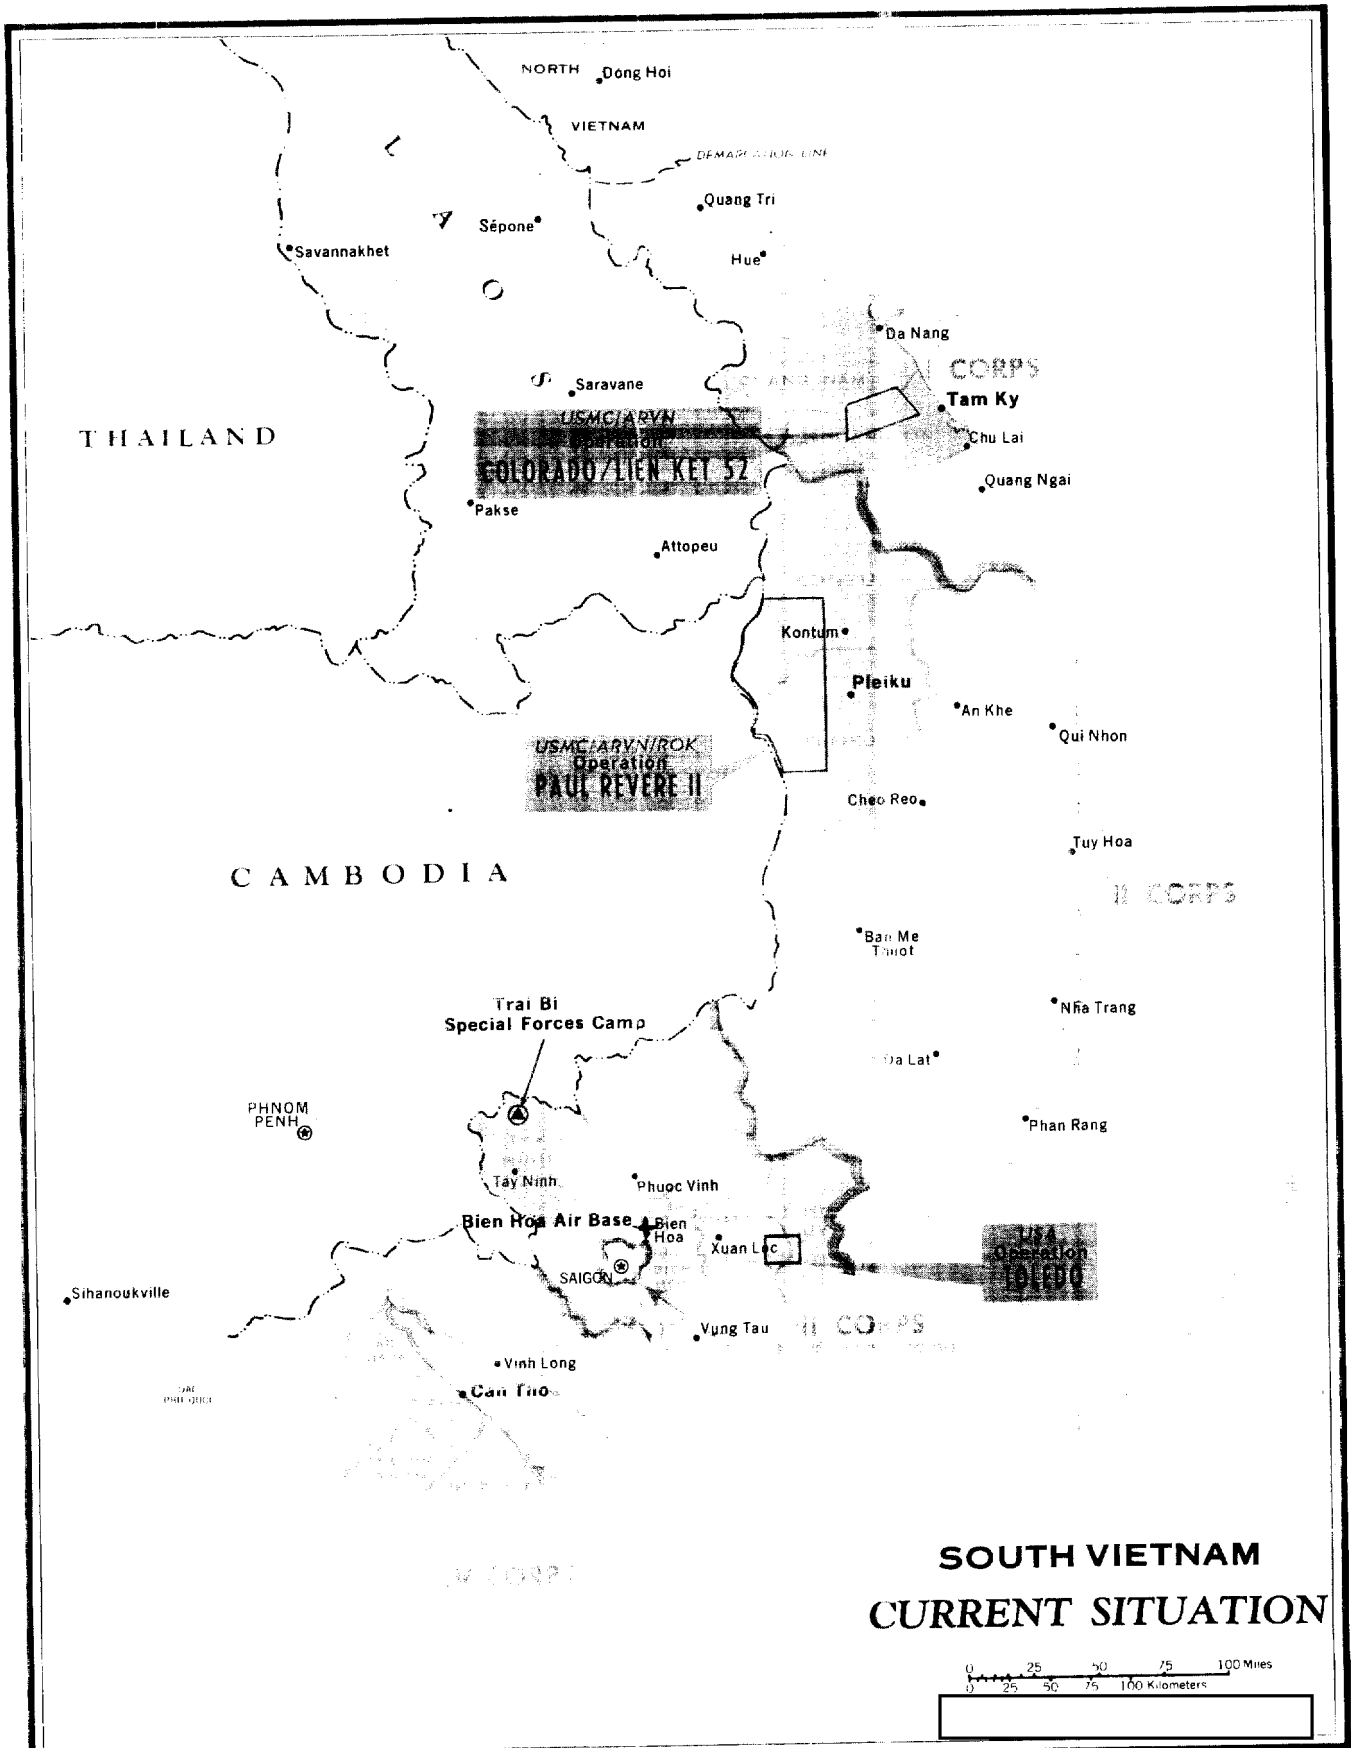 NORTH
Dong Hoi
VIETNAM
DEMARCATION LINE
L A O S
Quang Tri
Sépone
Savannakhet
Hue
Da Nang
CORPS
Saravane
Tam Ky
THAILAND
USMC/ARVN
Operation
COLORADO/LIEN KET 52
Chu Lai
Quang Ngai
Pakse
Attopeu
Kontum
Pleiku
An Khe
Qui Nhon
USMC/ARVN/ROK
Operation
PAUL REVERE II
Cheo Reo
Tuy Hoa
CAMBODIA
II CORPS
Ban Me
Thuot
Trai Bi
Special Forces Camp
Nha Trang
Da Lat
PHNOM
PENH
Phan Rang
Tay Ninh
Phuoc Vinh
Bien Hoa Air Base
Bien
Hoa
Xuan Loc
USA
Operation
TOLEDO
SAIGON
Sihanoukville
Vung Tau
CORPS
Vinh Long
Can Tho
SOUTH VIETNAM
CURRENT SITUATION
0 25 50 75 100 Miles
0 25 50 75 100 Kilometers